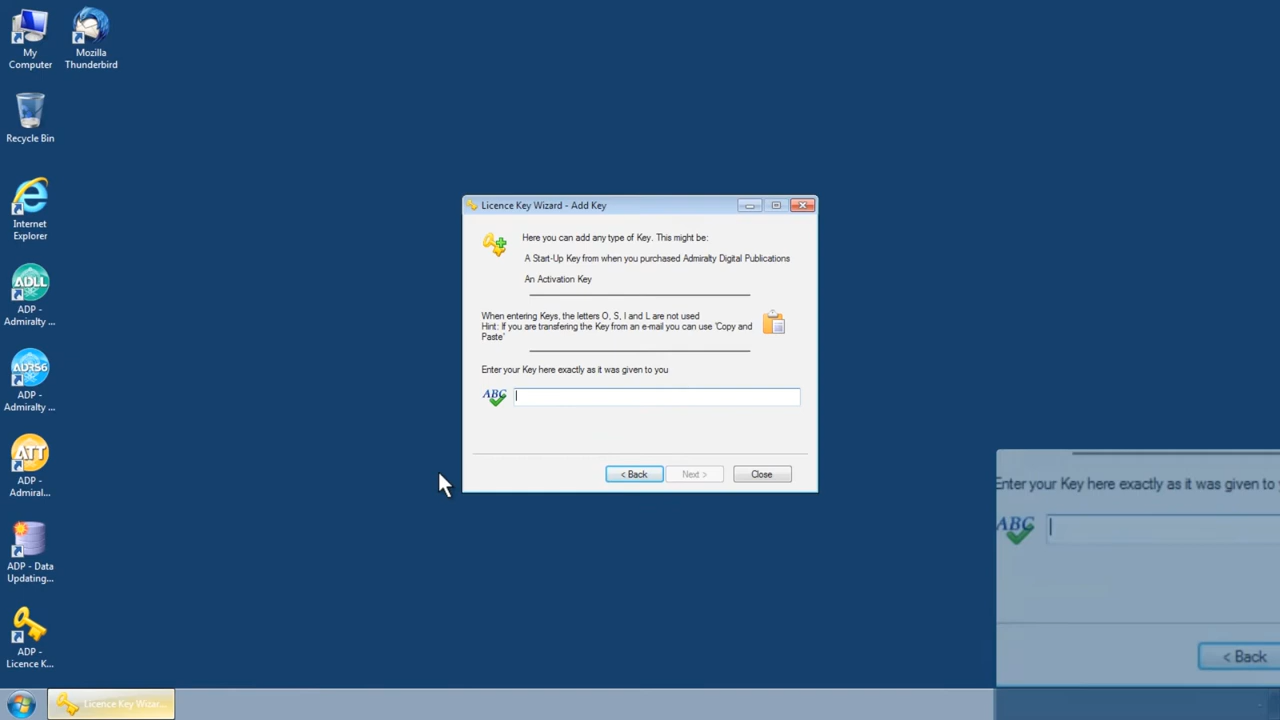 My
Computer
Mozilla
Thunderbird
Recycle Bin
Internet
Explorer
ADLL
ADP -
Admiralty ...
ADRS6
ADP -
Admiralty ...
ATT
ADP -
Admiral...
ADP - Data
Updating...
ADP -
Licence K...
Licence Key Wizard - Add Key
Here you can add any type of Key. This might be:
A Start-Up Key from when you purchased Admiralty Digital Publications
An Activation Key
When entering Keys, the letters O, S, I and L are not used
Hint: If you are transfering the Key from an e-mail you can use 'Copy and
Paste'
Enter your Key here exactly as it was given to you
ABC
< Back
Next >
Close
Enter your Key here exactly as it was given to
ABC
< Back
Licence Key Wizar...